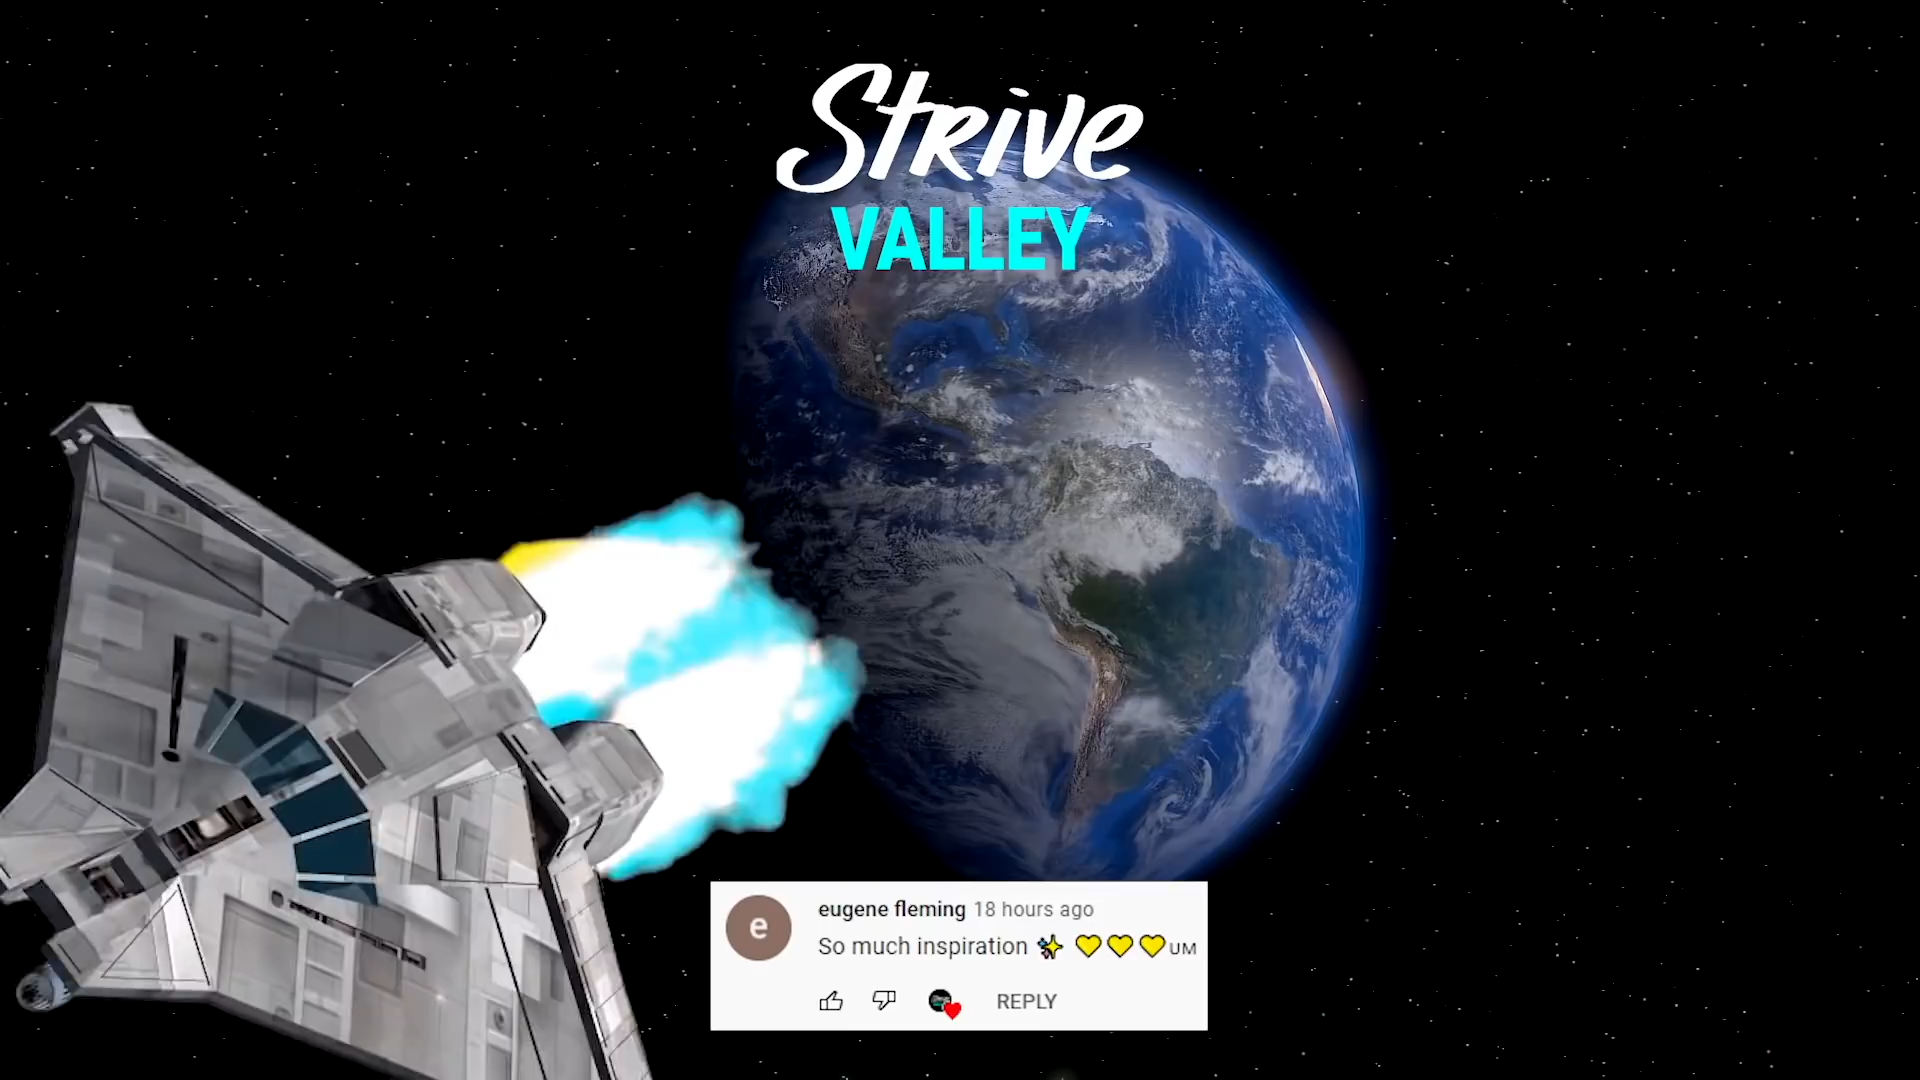 Strive
VALLEY
e
eugene fleming 18 hours ago
So much inspiration ✨ 💛💛💛UM
REPLY